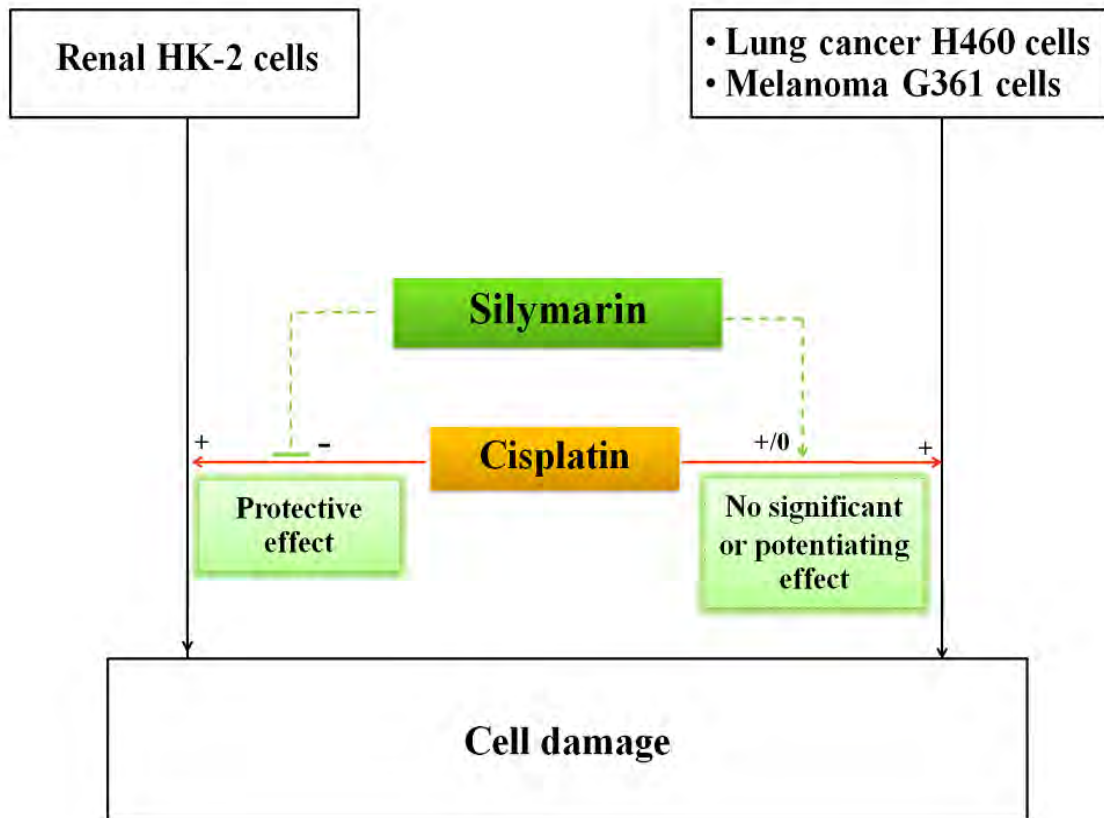 Renal HK-2 cells
• Lung cancer H460 cells
• Melanoma G361 cells
Silymarin
+
-
Cisplatin
+/0
+
Protective
effect
No significant
or potentiating
effect
Cell damage